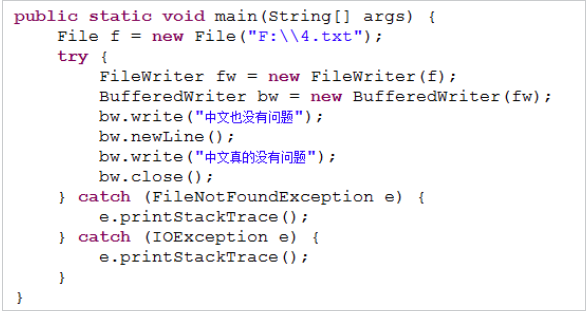 public static void main(String[] args) {
    File f = new File("F:\\4.txt");
    try {
        FileWriter fw = new FileWriter(f);
        BufferedWriter bw = new BufferedWriter(fw);
        bw.write("中文也没有问题");
        bw.newLine();
        bw.write("中文真的没有问题");
        bw.close();
    } catch (FileNotFoundException e) {
        e.printStackTrace();
    } catch (IOException e) {
        e.printStackTrace();
    }
}